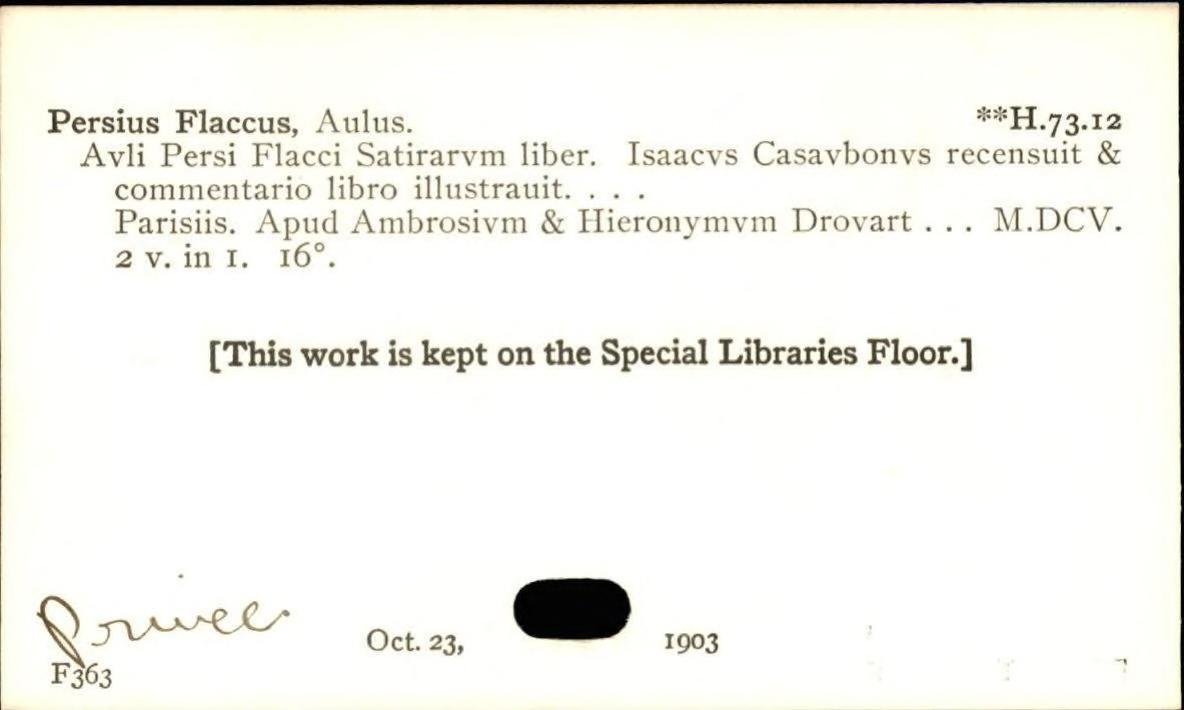 Persius Flaccus, Aulus. **H.73.12
Avli Persi Flacci Satirarvm liber. Isaacvs Casavbonvs recensuit &
commentario libro illustrauit. . . .
Parisiis. Apud Ambrosivm & Hieronymvm Drovart . . . M.DCV.
2 v. in 1. 16°.
[This work is kept on the Special Libraries Floor.]
Oct. 23, 1903
F363